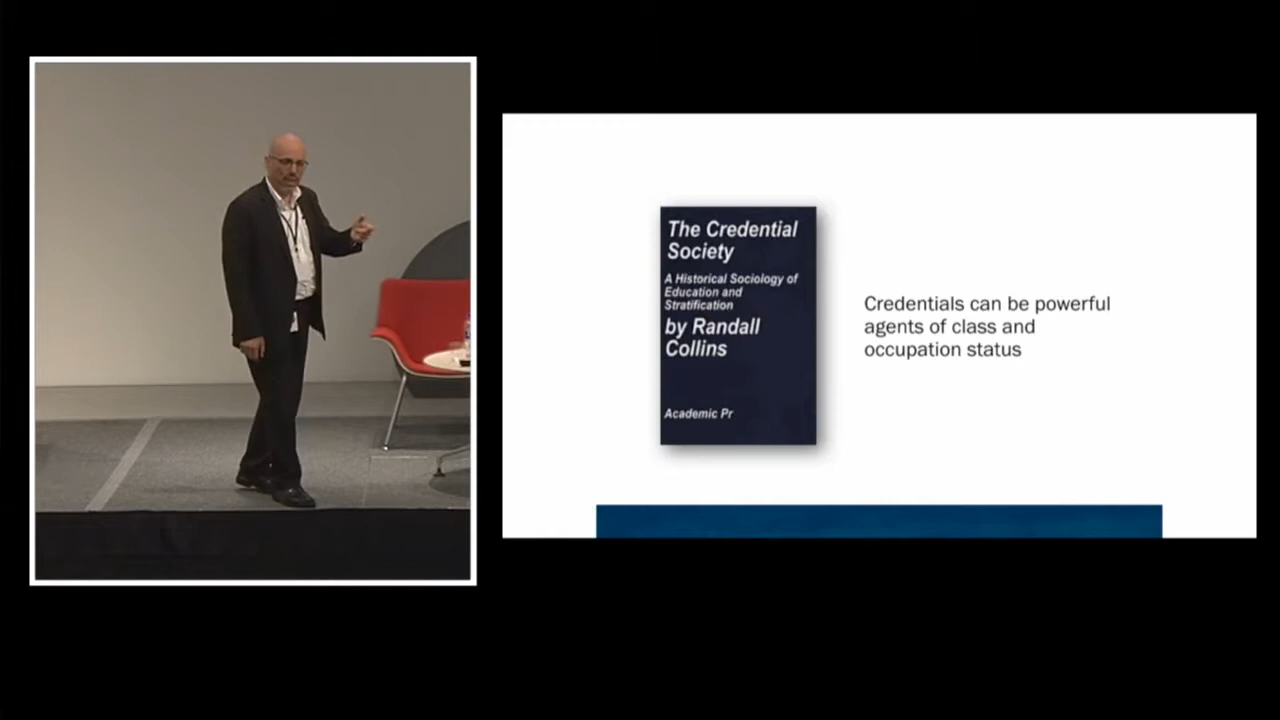 The Credential
Society
A Historical Sociology of
Education and
Stratification
by Randall
Collins
Academic Pr
Credentials can be powerful
agents of class and
occupation status